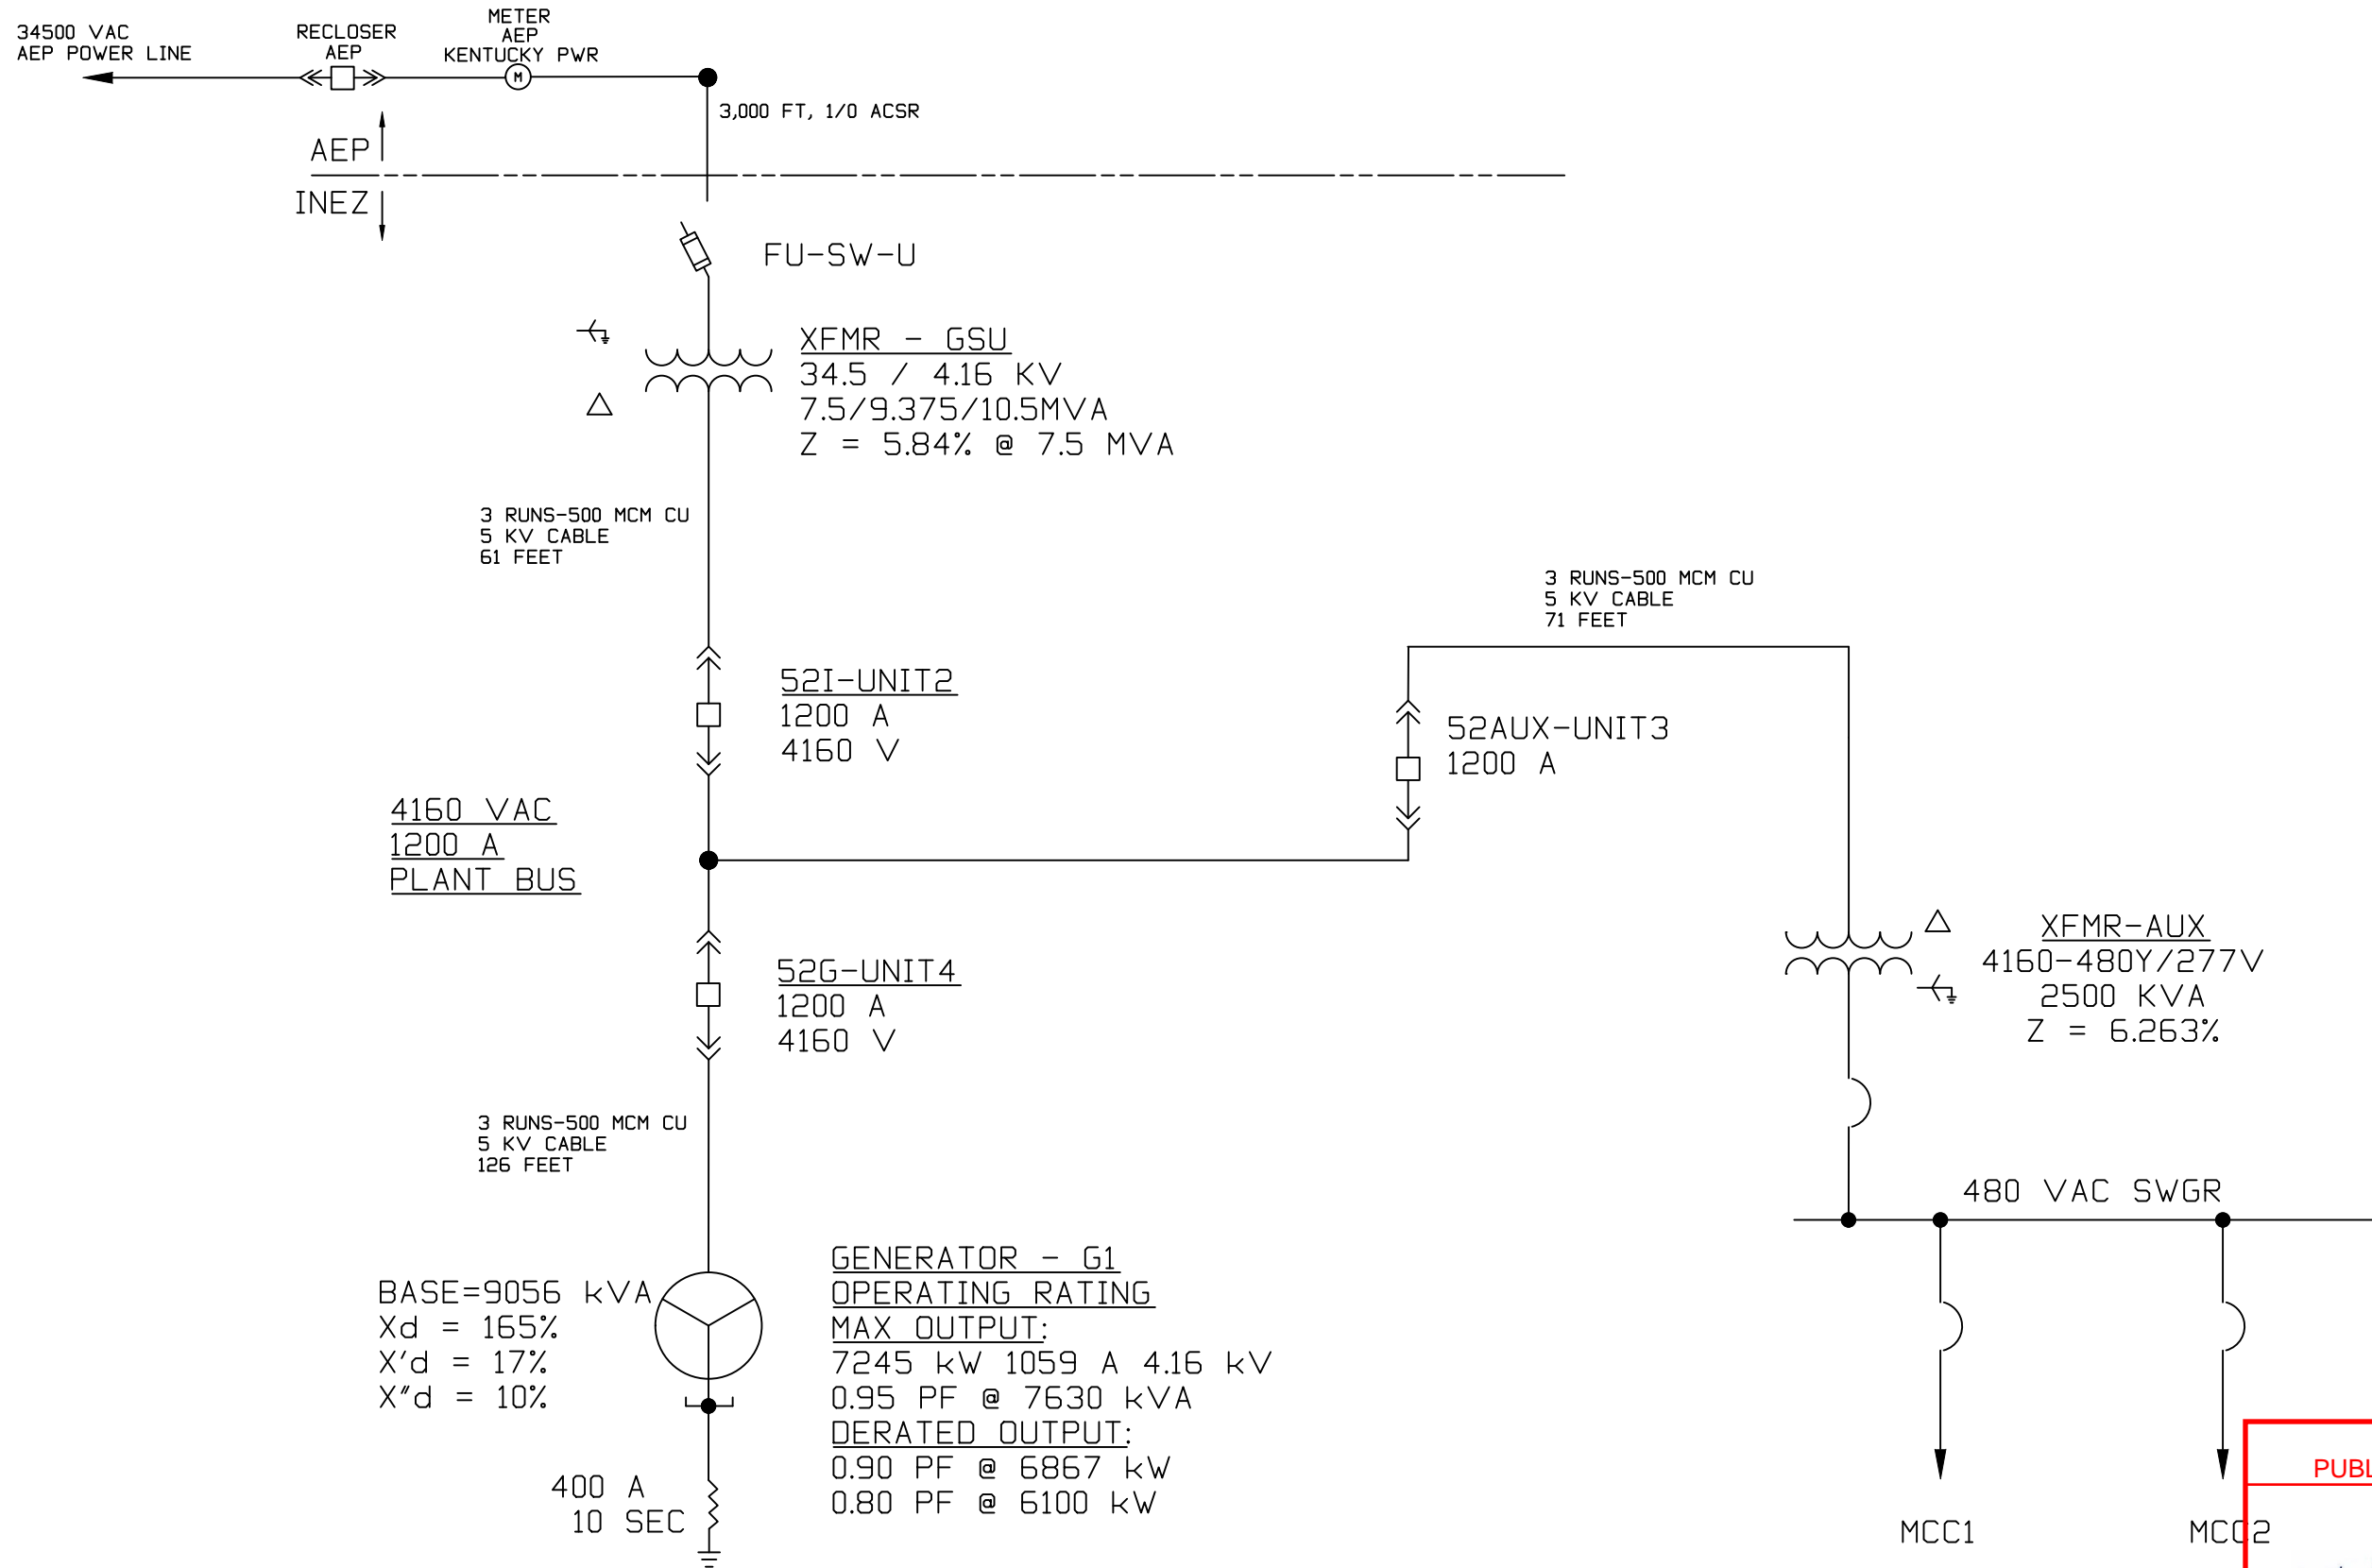 34500 VAC
AEP POWER LINE
RECLOSER
AEP
METER
AEP
KENTUCKY PWR
M
3,000 FT, 1/0 ACSR
AEP
INEZ
FU-SW-U
XFMR - GSU
34.5 / 4.16 KV
7.5/9.375/10.5MVA
Z = 5.84% @ 7.5 MVA
3 RUNS-500 MCM CU
5 KV CABLE
61 FEET
3 RUNS-500 MCM CU
5 KV CABLE
71 FEET
52I-UNIT2
1200 A
4160 V
52AUX-UNIT3
1200 A
4160 VAC
1200 A
PLANT BUS
XFMR-AUX
4160-480Y/277V
2500 KVA
Z = 6.263%
52G-UNIT4
1200 A
4160 V
3 RUNS-500 MCM CU
5 KV CABLE
126 FEET
480 VAC SWGR
BASE=9056 kVA
Xd = 165%
X'd = 17%
X"d = 10%
GENERATOR - G1
OPERATING RATING
MAX OUTPUT:
7245 kW 1059 A 4.16 kV
0.95 PF @ 7630 kVA
DERATED OUTPUT:
0.90 PF @ 6867 kW
0.80 PF @ 6100 kW
400 A
10 SEC
MCC1
MCC2
PUBL